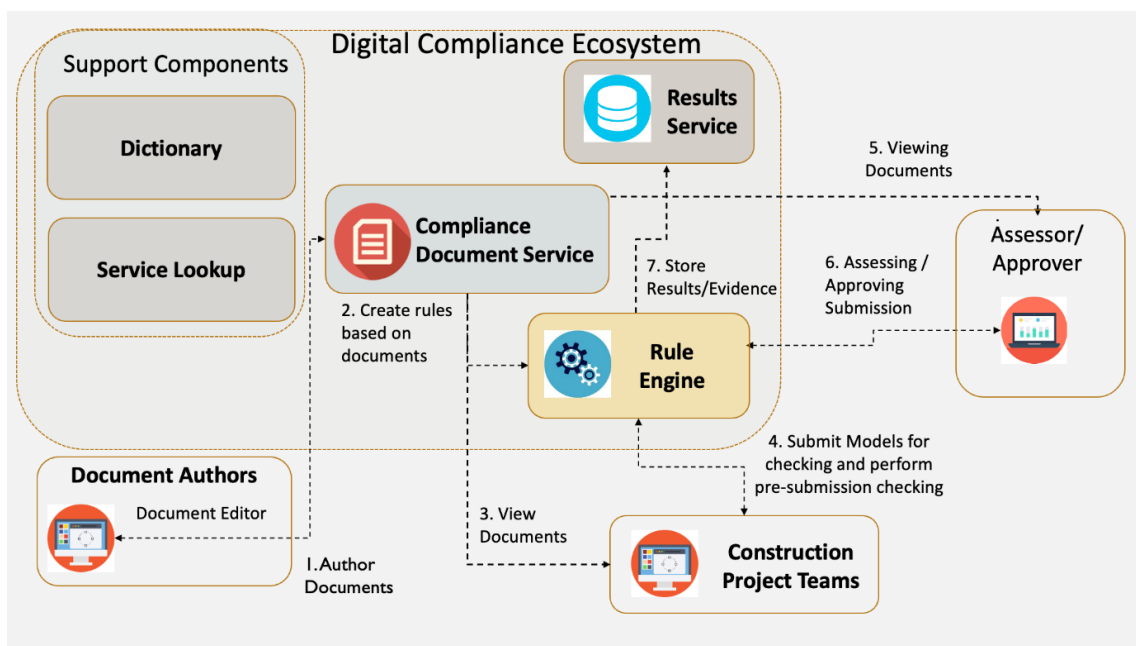 Digital Compliance Ecosystem
Support Components
Dictionary
Service Lookup
Results
Service
Compliance
Document Service
5. Viewing
Documents
Assessor/
Approver
6. Assessing /
Approving
Submission
7. Store
Results/Evidence
2. Create rules
based on
documents
Rule
Engine
Document Authors
Document Editor
1.Author
Documents
3. View
Documents
4. Submit Models for
checking and perform
pre-submission checking
Construction
Project Teams